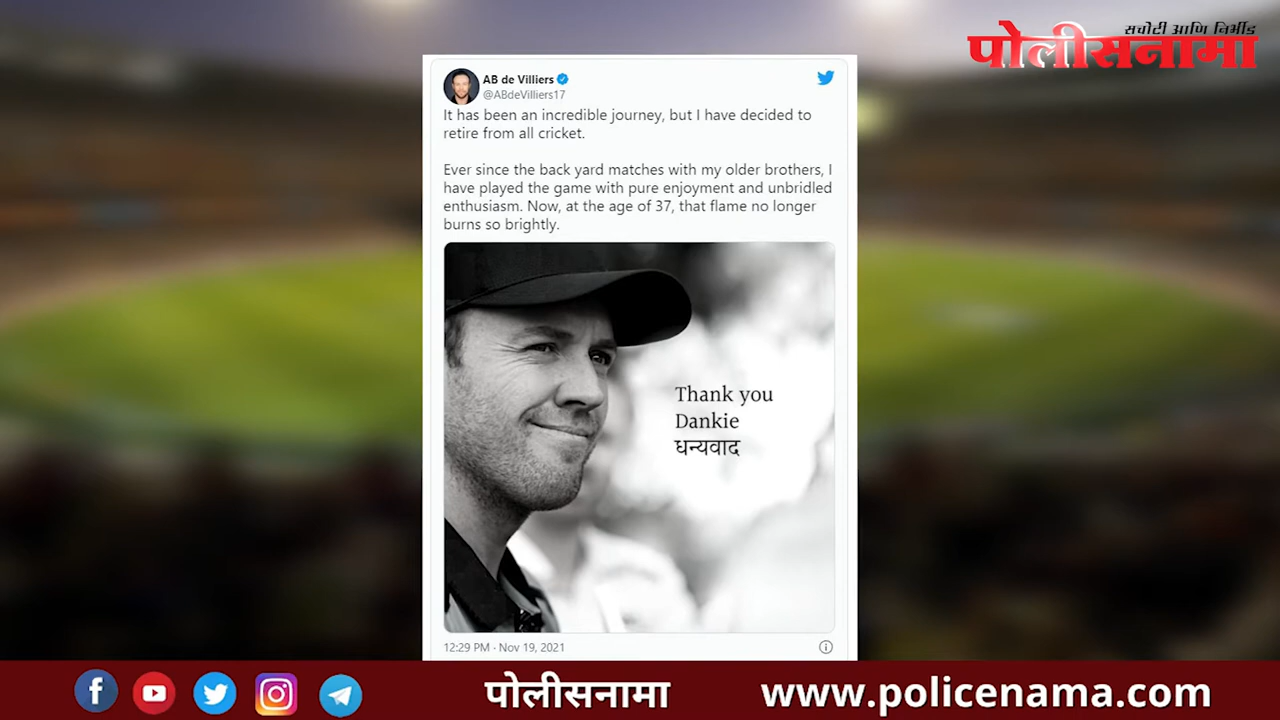 सचोटी आणि निर्भीड
पोलीसनामा
AB de Villiers
@ABdeVilliers17
It has been an incredible journey, but I have decided to
retire from all cricket.
Ever since the back yard matches with my older brothers, I
have played the game with pure enjoyment and unbridled
enthusiasm. Now, at the age of 37, that flame no longer
burns so brightly.
Thank you
Dankie
धन्यवाद
12:29 PM · Nov 19, 2021
पोलीसनामा
www.policenama.com